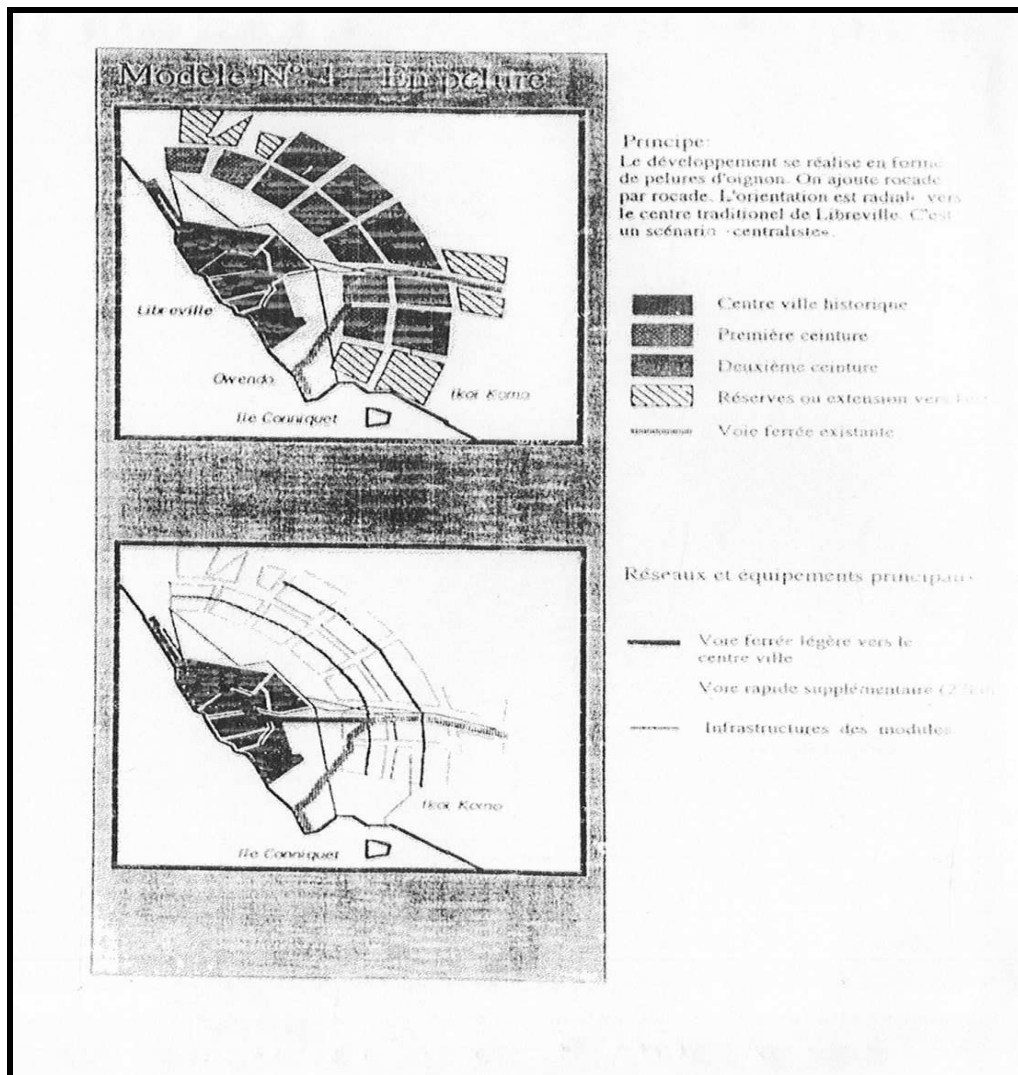 Modèle N° 1 En pelure
Libreville
Owendo
Ile Conniquet
Ikoi Komo
Principe:
Le développement se réalise en forme
de pelures d'oignon. On ajoute rocade
par rocade. L'orientation est radial vers
le centre traditionel de Libreville. C'est
un scénario «centraliste».
Centre ville historique
Première ceinture
Deuxième ceinture
Réserves ou extension vers
Voie ferrée existante
Ikoi Komo
Ile Conniquet
Réseaux et équipements principaux
Voie ferrée légère vers le
centre ville
Voie rapide supplémentaire
Infrastructures des modules